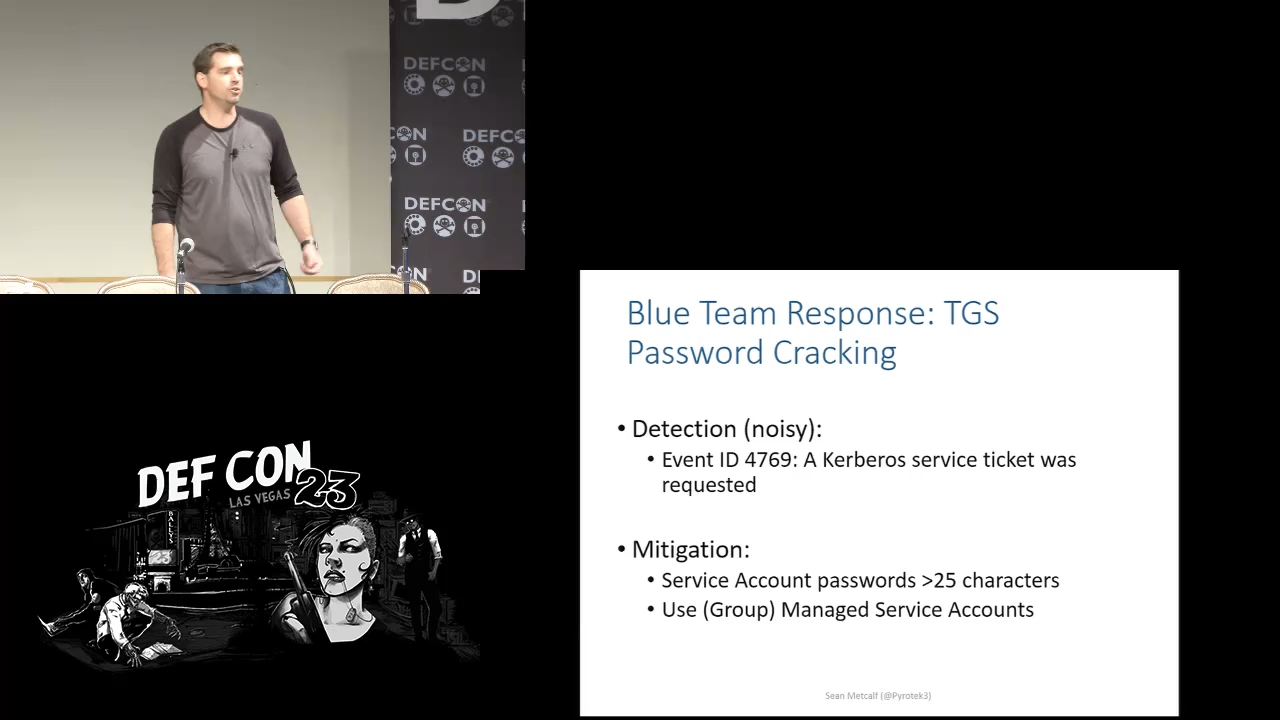 DEFCON
DEFCON
DEFCON
DEF CON 23
LAS VEGAS
BALLYS
23
Blue Team Response: TGS
Password Cracking
• Detection (noisy):
• Event ID 4769: A Kerberos service ticket was
requested
• Mitigation:
• Service Account passwords >25 characters
• Use (Group) Managed Service Accounts
Sean Metcalf (@Pyrotek3)